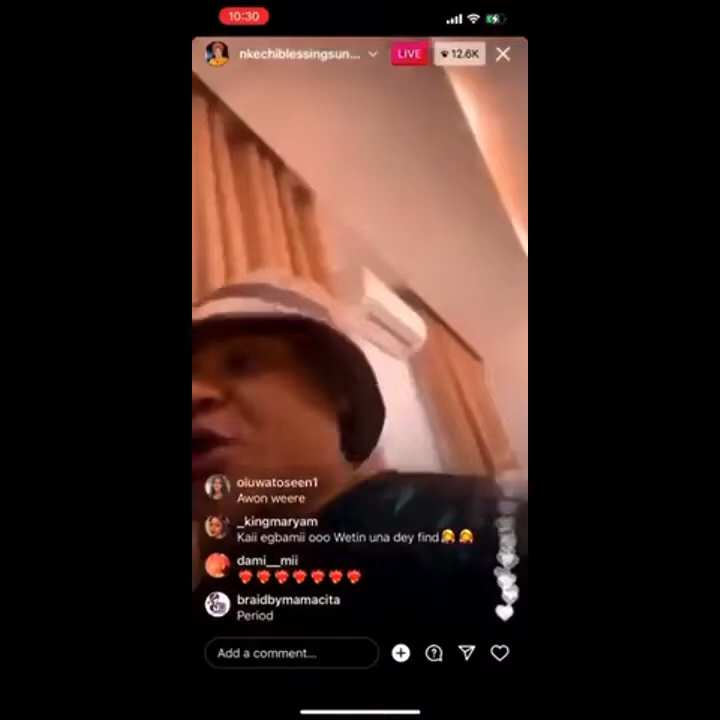 10:30
nkechiblessingsun...
LIVE
12.6K
oluwatoseen1
Awon weere
_kingmaryam
Kaii egbamii ooo Wetin una dey find
dami__mii
braidbymamacita
Period
Add a comment...